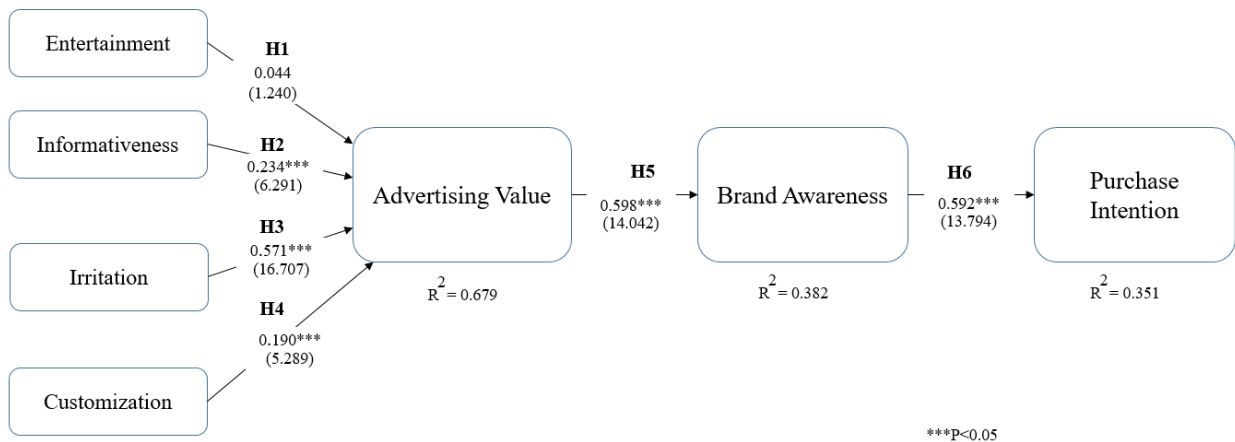 Entertainment
H1
0.044
(1.240)
Informativeness
H2
0.234***
(6.291)
Irritation
H3
0.571***
(16.707)
Customization
H4
0.190***
(5.289)
Advertising Value
R² = 0.679
H5
0.598***
(14.042)
Brand Awareness
R² = 0.382
H6
0.592***
(13.794)
Purchase
Intention
R² = 0.351
***P<0.05